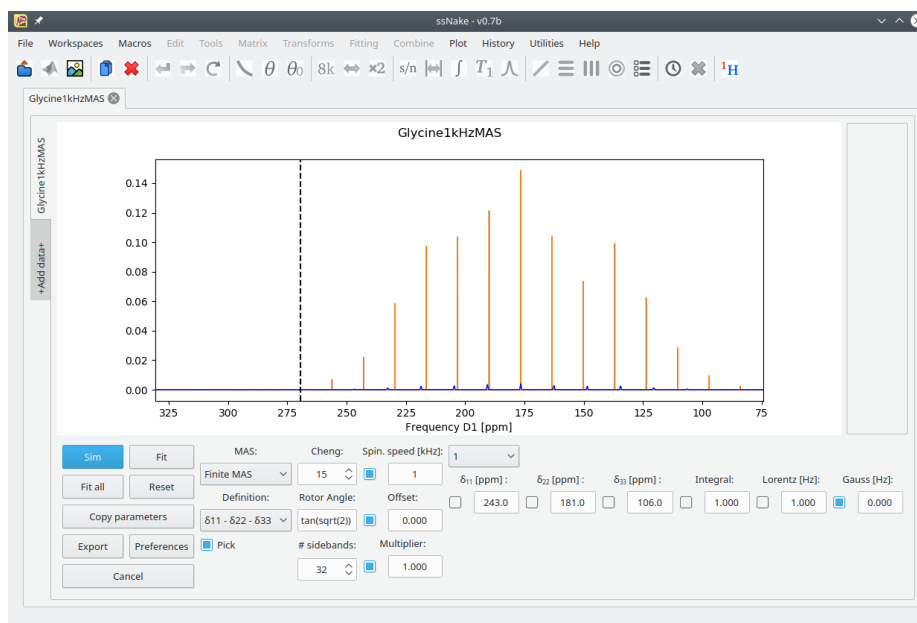 ssNake - v0.7b
File Workspaces Macros Edit Tools Matrix Transforms Fitting Combine Plot History Utilities Help
θ θ₀ 8k ×2 s/n ∫ T₁ ¹H
Glycine1kHzMAS
Glycine1kHzMAS
+Add data+
Glycine1kHzMAS
0.14
0.12
0.10
0.08
0.06
0.04
0.02
0.00
325 300 275 250 225 200 175 150 125 100 75
Frequency D1 [ppm]
Sim Fit MAS: Cheng: Spin. speed [kHz]: 1
Finite MAS 15 1 δ₁₁ [ppm] : δ₂₂ [ppm] : δ₃₃ [ppm] : Integral: Lorentz [Hz]: Gauss [Hz]:
Fit all Reset Definition: Rotor Angle: Offset: 243.0 181.0 106.0 1.000 1.000 0.000
Copy parameters δ11 - δ22 - δ33 tan(sqrt(2)) 0.000
Export Preferences Pick # sidebands: Multiplier:
Cancel 32 1.000